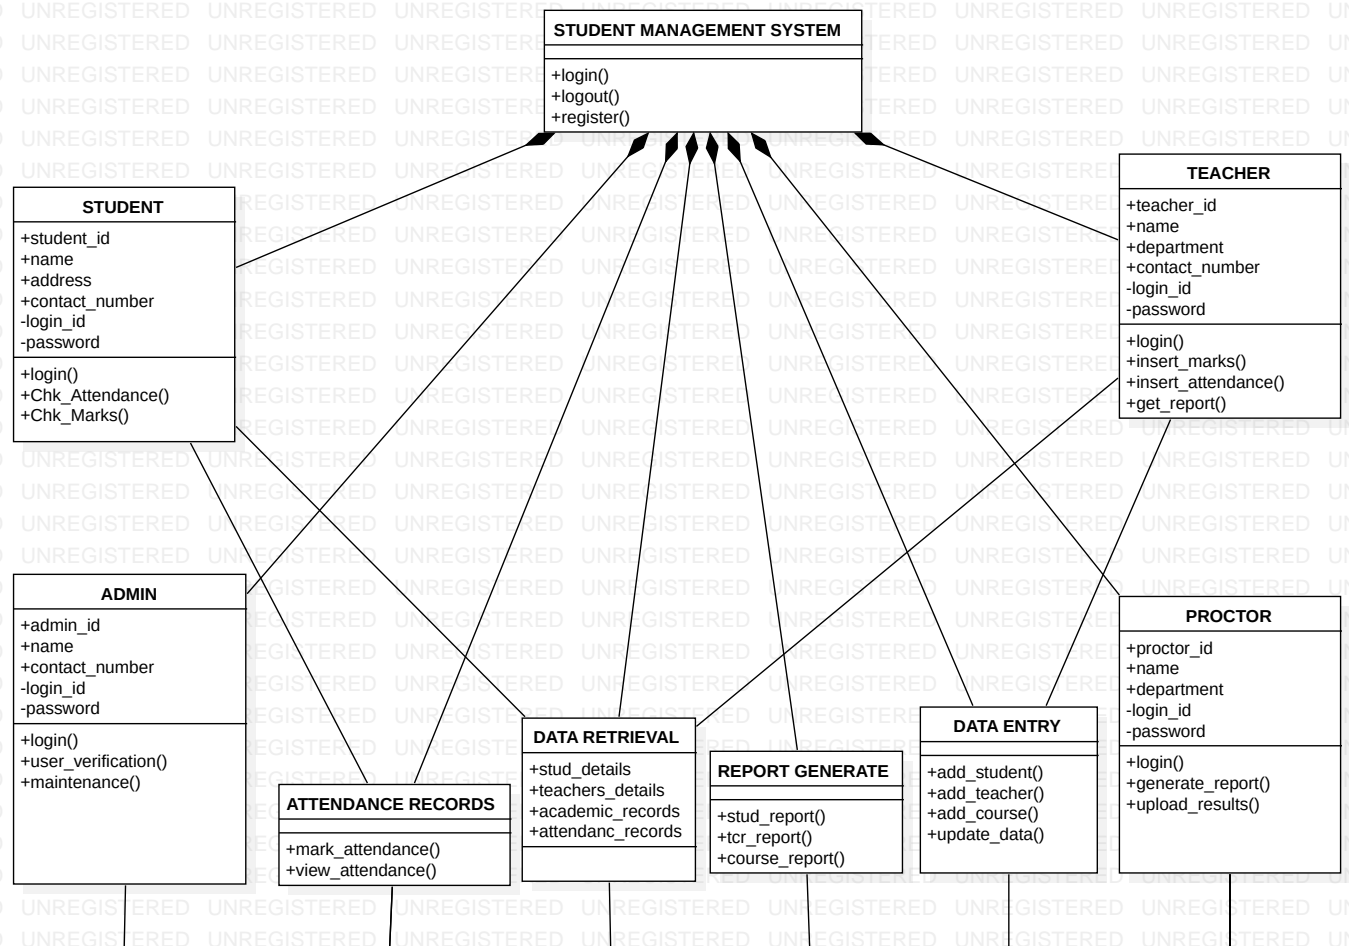 STUDENT MANAGEMENT SYSTEM
+login()
+logout()
+register()
STUDENT
+student_id
+name
+address
+contact_number
-login_id
-password
+login()
+Chk_Attendance()
+Chk_Marks()
TEACHER
+teacher_id
+name
+department
+contact_number
-login_id
-password
+login()
+insert_marks()
+insert_attendance()
+get_report()
ADMIN
+admin_id
+name
+contact_number
-login_id
-password
+login()
+user_verification()
+maintenance()
ATTENDANCE RECORDS
+mark_attendance()
+view_attendance()
DATA RETRIEVAL
+stud_details
+teachers_details
+academic_records
+attendanc_records
REPORT GENERATE
+stud_report()
+tcr_report()
+course_report()
DATA ENTRY
+add_student()
+add_teacher()
+add_course()
+update_data()
PROCTOR
+proctor_id
+name
+department
-login_id
-password
+login()
+generate_report()
+upload_results()
UNREGISTERED